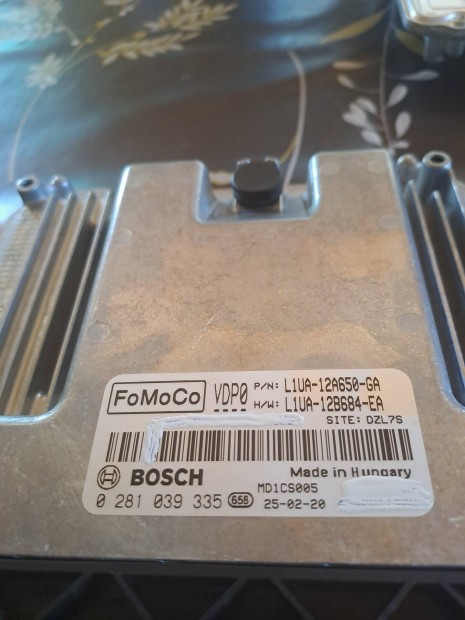 FoMoCo VDP0 P/N: L1UA-12A650-GA
H/W: L1UA-12B684-EA
SITE: DZL7S
BOSCH Made in Hungary
MD1CS005
0 281 039 335 658 25-02-20